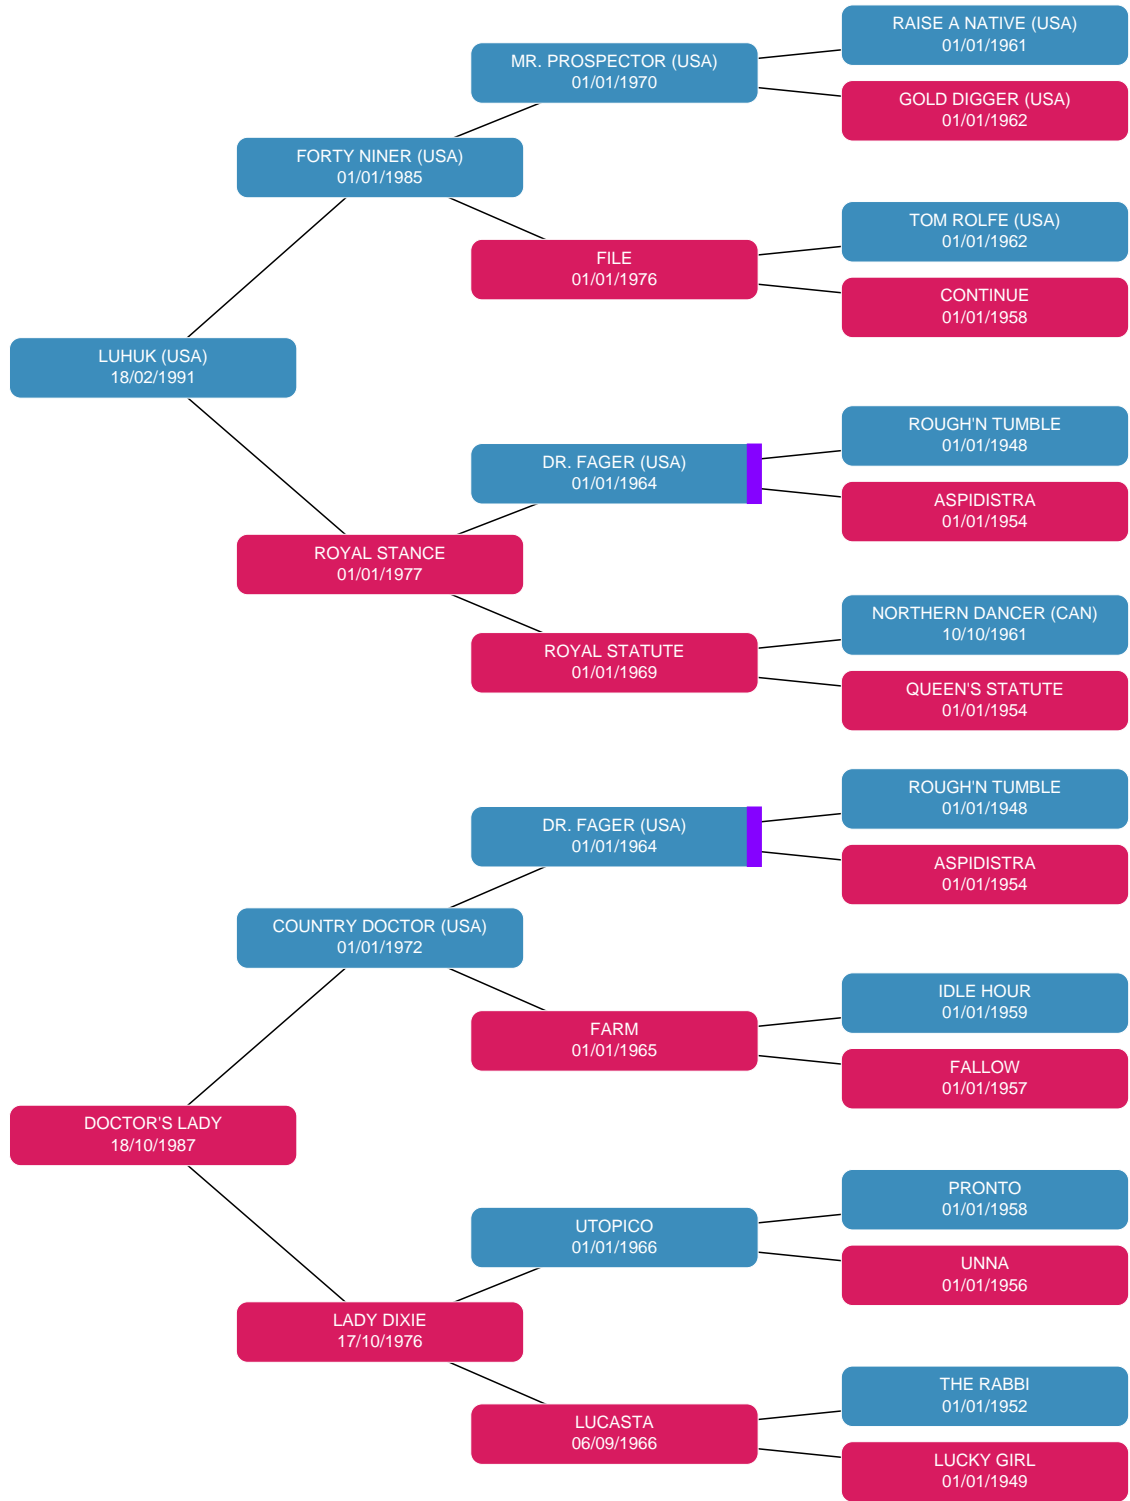 RAISE A NATIVE (USA)
01/01/1961
MR. PROSPECTOR (USA)
01/01/1970
GOLD DIGGER (USA)
01/01/1962
FORTY NINER (USA)
01/01/1985
TOM ROLFE (USA)
01/01/1962
FILE
01/01/1976
CONTINUE
01/01/1958
LUHUK (USA)
18/02/1991
ROUGH'N TUMBLE
01/01/1948
DR. FAGER (USA)
01/01/1964
ASPIDISTRA
01/01/1954
ROYAL STANCE
01/01/1977
NORTHERN DANCER (CAN)
10/10/1961
ROYAL STATUTE
01/01/1969
QUEEN'S STATUTE
01/01/1954
ROUGH'N TUMBLE
01/01/1948
DR. FAGER (USA)
01/01/1964
ASPIDISTRA
01/01/1954
COUNTRY DOCTOR (USA)
01/01/1972
IDLE HOUR
01/01/1959
FARM
01/01/1965
FALLOW
01/01/1957
DOCTOR'S LADY
18/10/1987
PRONTO
01/01/1958
UTOPICO
01/01/1966
UNNA
01/01/1956
LADY DIXIE
17/10/1976
THE RABBI
01/01/1952
LUCASTA
06/09/1966
LUCKY GIRL
01/01/1949